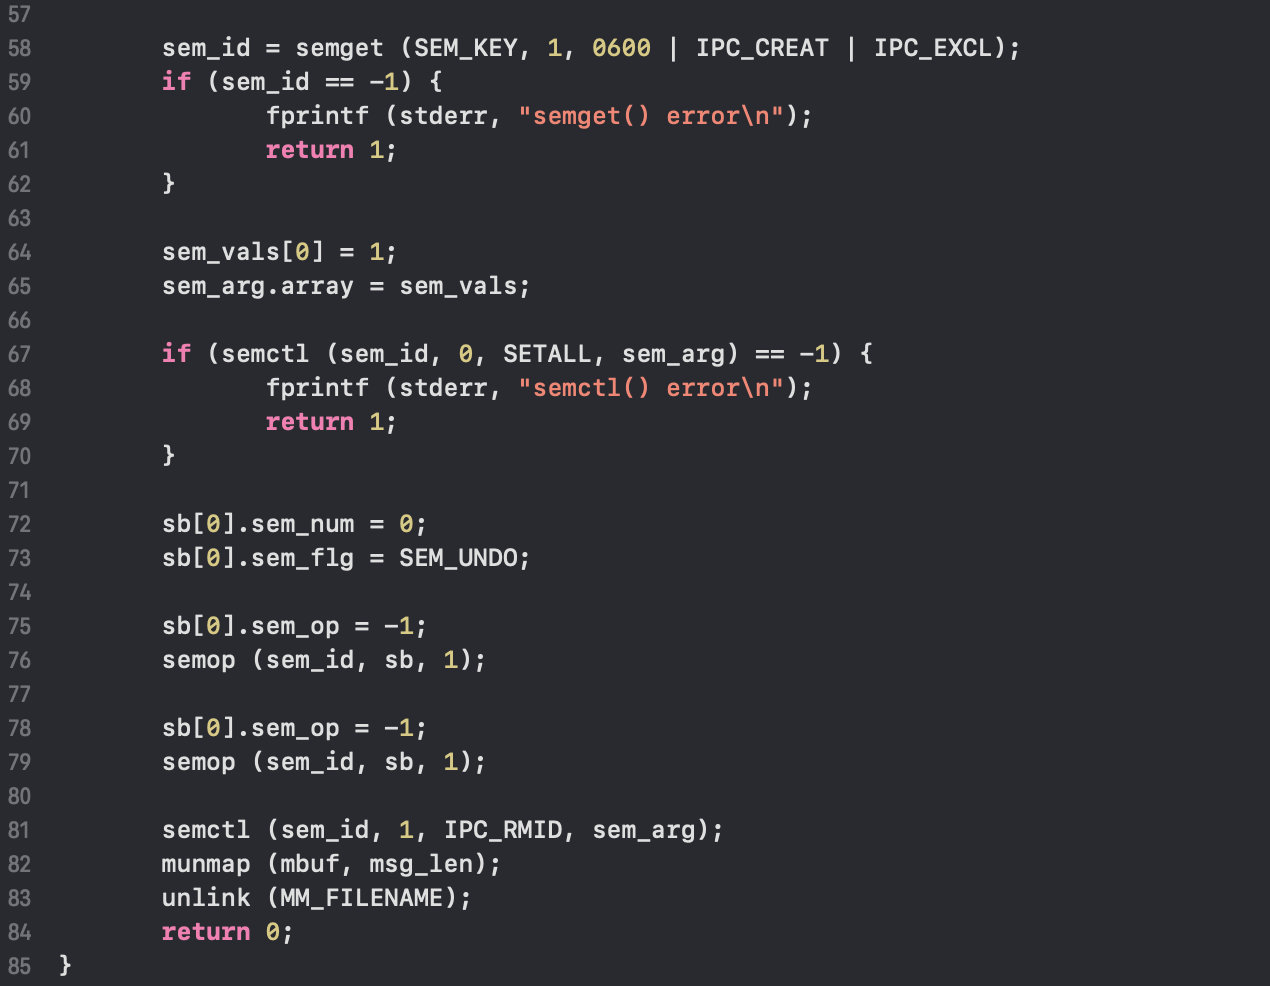 57
58 sem_id = semget (SEM_KEY, 1, 0600 | IPC_CREAT | IPC_EXCL);
59 if (sem_id == -1) {
60 fprintf (stderr, "semget() error\n");
61 return 1;
62 }
63
64 sem_vals[0] = 1;
65 sem_arg.array = sem_vals;
66
67 if (semctl (sem_id, 0, SETALL, sem_arg) == -1) {
68 fprintf (stderr, "semctl() error\n");
69 return 1;
70 }
71
72 sb[0].sem_num = 0;
73 sb[0].sem_flg = SEM_UNDO;
74
75 sb[0].sem_op = -1;
76 semop (sem_id, sb, 1);
77
78 sb[0].sem_op = -1;
79 semop (sem_id, sb, 1);
80
81 semctl (sem_id, 1, IPC_RMID, sem_arg);
82 munmap (mbuf, msg_len);
83 unlink (MM_FILENAME);
84 return 0;
85 }